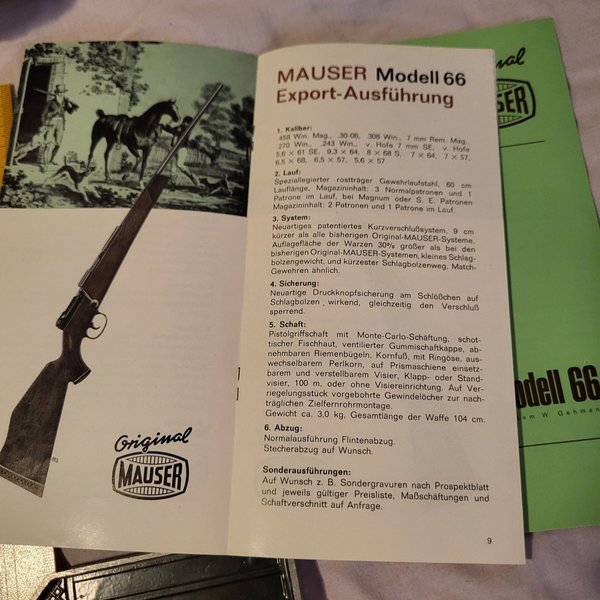 MAUSER Modell 66
Export-Ausführung
1. Kaliber:
.458 Win. Mag., .30-06, .308 Win., 7 mm Rem. Mag.,
.270 Win., .243 Win., v. Hofe 7 mm SE, v. Hofe
5,6 x 61 SE, 9,3 x 64, 8 x 68 S, 7 x 64, 7 x 57,
6,5 x 68, 6,5 x 57, 5,6 x 57
2. Lauf:
Speziallegierter rostträger Gewehrlaufstahl, 60 cm
Lauflänge, Magazininhalt: 3 Normalpatronen und 1
Patrone im Lauf, bei Magnum oder S. E. Patronen
Magazininhalt: 2 Patronen und 1 Patrone im Lauf.
3. System:
Neuartiges patentiertes Kurzverschlußsystem, 9 cm
kürzer als alle bisherigen Original-MAUSER-Systeme,
Auflagefläche der Warzen 30% größer als bei den
bisherigen Original-MAUSER-Systemen, kleines Schlag-
bolzengewicht, und kürzester Schlagbolzenweg, Match-
Gewehren ähnlich.
4. Sicherung:
Neuartige Druckknopfsicherung am Schlößchen auf
Schlagbolzen wirkend, gleichzeitig den Verschluß
sperrend.
5. Schaft:
Pistolgriffschaft mit Monte-Carlo-Schäftung, schot-
tischer Fischhaut, ventilierter Gummischaftkappe, ab-
nehmbaren Riemenbügeln, Kornfuß, mit Ringöse, aus-
wechselbarem Perlkorn, auf Prismaschiene einsetz-
barem und verstellbarem Visier, Klapp- oder Stand-
visier, 100 m, oder ohne Visiereinrichtung. Auf Ver-
riegelungsstück vorgebohrte Gewindelöcher zur nach-
träglichen Zielfernrohrmontage.
Gewicht ca. 3,0 kg, Gesamtlänge der Waffe 104 cm.
6. Abzug:
Normalausführung Flintenabzug,
Stecherabzug auf Wunsch.
Sonderausführungen:
Auf Wunsch z. B. Sondergravuren nach Prospektblatt
und jeweils gültiger Preisliste, Maßschäftungen und
Schaftverschnitt auf Anfrage.
9
Original
MAUSER
nal
USER
odell 66
em W. Gehmann